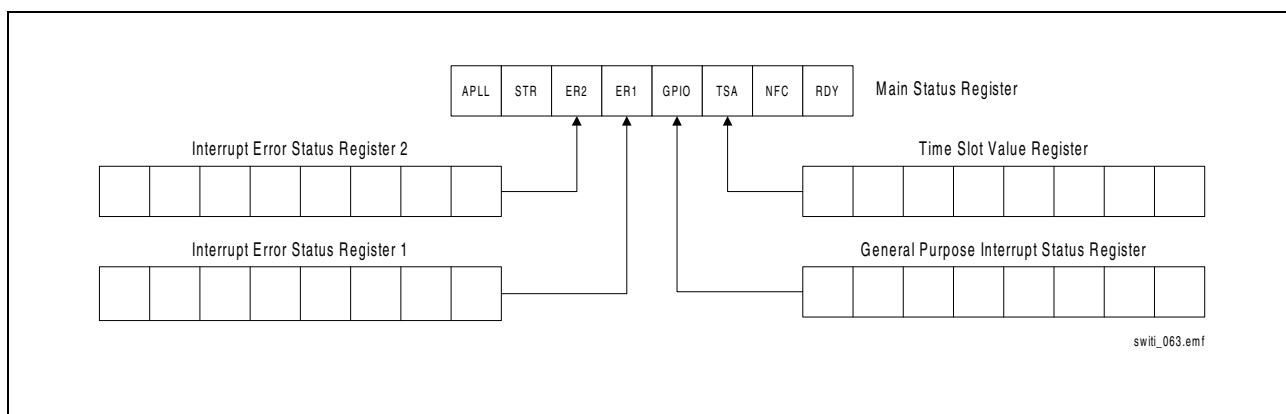 APLL STR ER2 ER1 GPIO TSA NFC RDY Main Status Register
Interrupt Error Status Register 2
Time Slot Value Register
Interrupt Error Status Register 1
General Purpose Interrupt Status Register
switi_063.emf